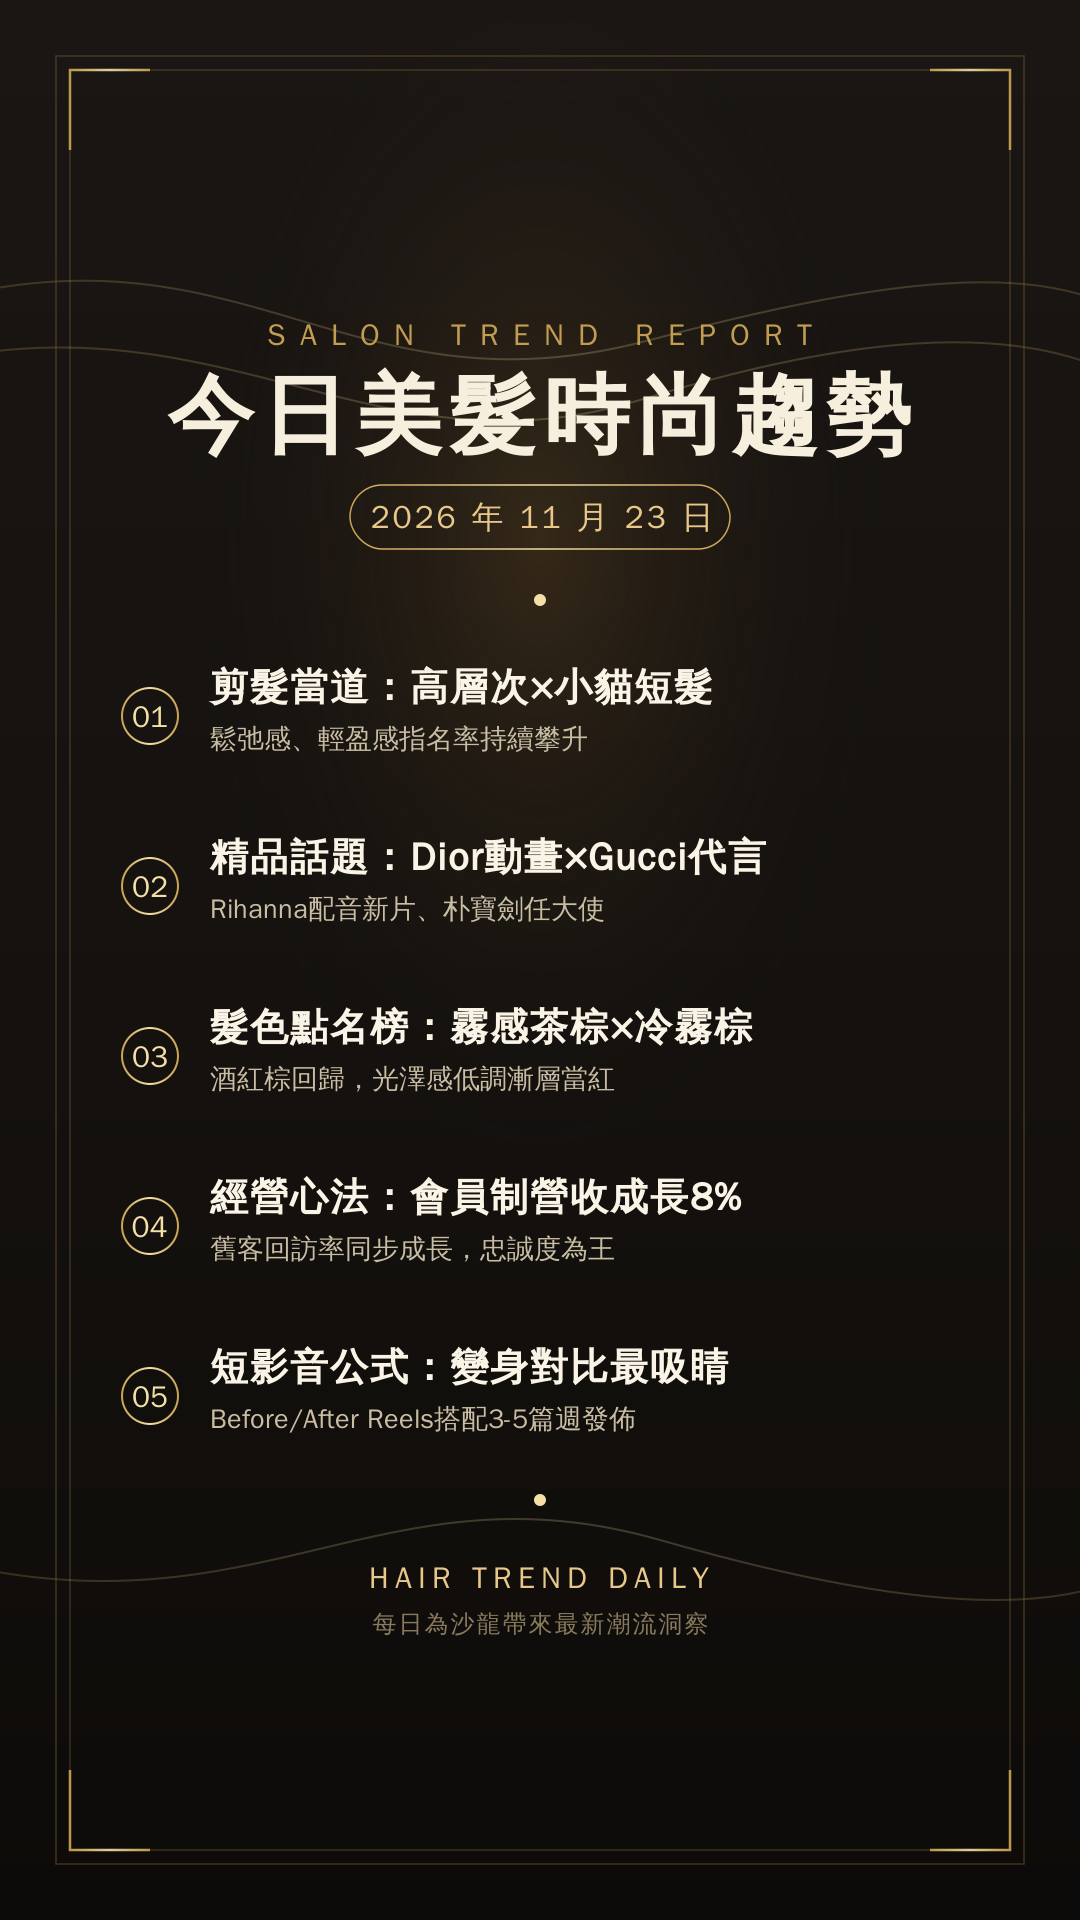 SALON TREND REPORT
今日美髮時尚趨勢
2026 年 11 月 23 日
01
剪髮當道：高層次×小貓短髮
鬆弛感、輕盈感指名率持續攀升
02
精品話題：Dior動畫×Gucci代言
Rihanna配音新片、朴寶劍任大使
03
髮色點名榜：霧感茶棕×冷霧棕
酒紅棕回歸，光澤感低調漸層當紅
04
經營心法：會員制營收成長8%
舊客回訪率同步成長，忠誠度為王
05
短影音公式：變身對比最吸睛
Before/After Reels搭配3-5篇週發佈
HAIR TREND DAILY
每日為沙龍帶來最新潮流洞察